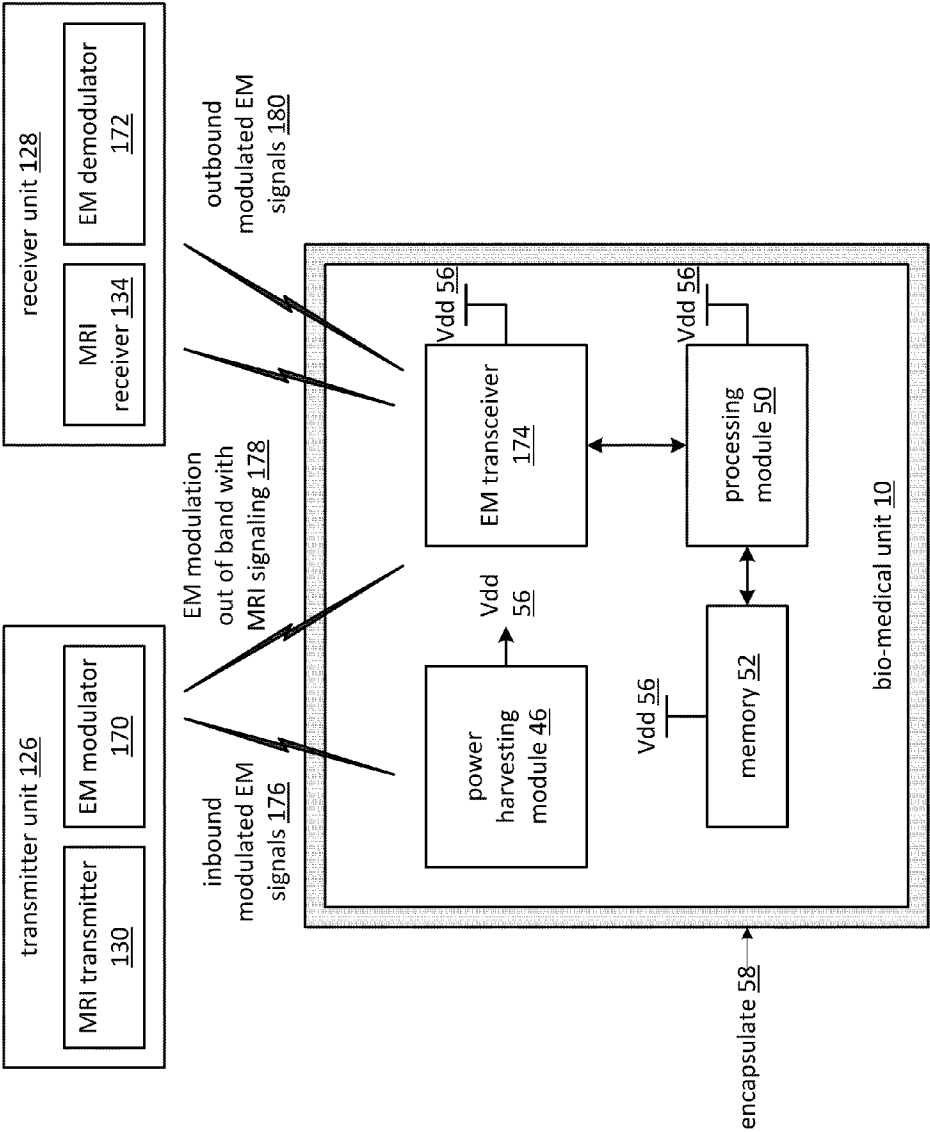 transmitter unit 126
MRI transmitter
130
EM modulator
170
receiver unit 128
MRI
receiver 134
EM demodulator
172
inbound
modulated EM
signals 176
EM modulation
out of band with
MRI signaling 178
outbound
modulated EM
signals 180
power
harvesting
module 46
Vdd
56
EM transceiver
174
Vdd 56
Vdd 56
memory 52
processing
module 50
Vdd 56
bio-medical unit 10
encapsulate 58